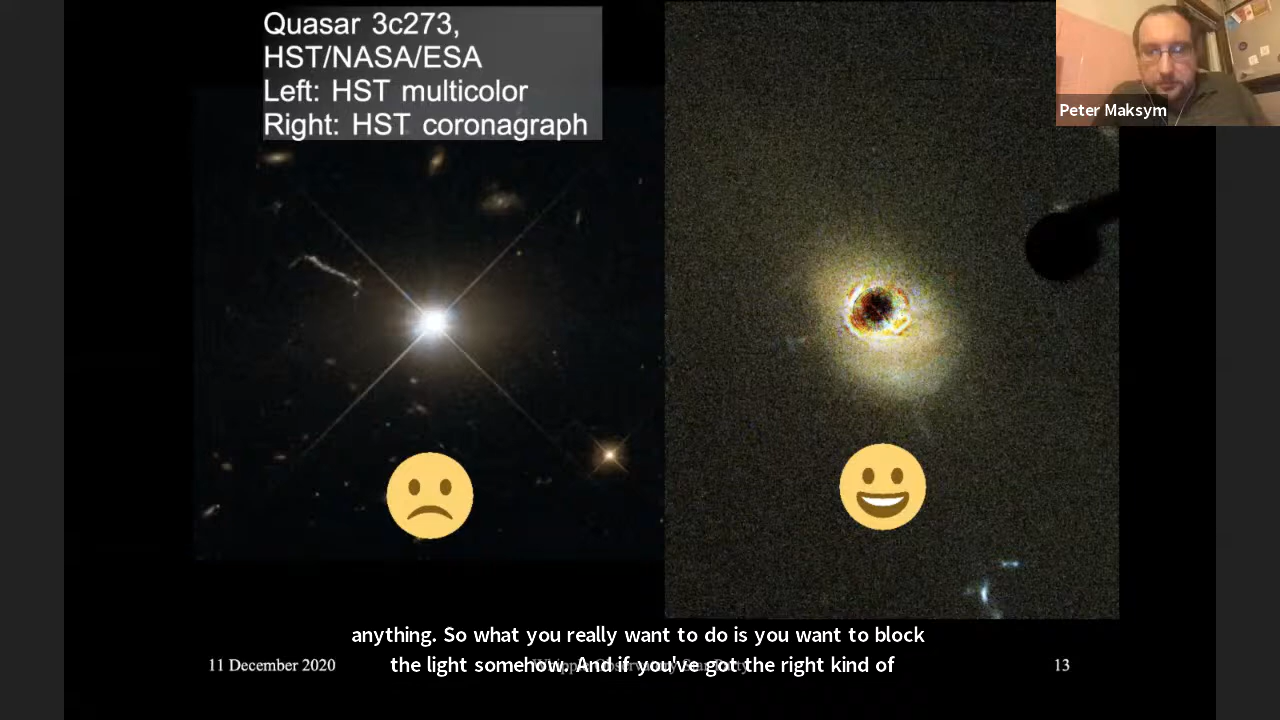 Quasar 3c273,
HST/NASA/ESA
Left: HST multicolor
Right: HST coronagraph
Peter Maksym
anything. So what you really want to do is you want to block
the light somehow. And if you've got the right kind of
11 December 2020
13